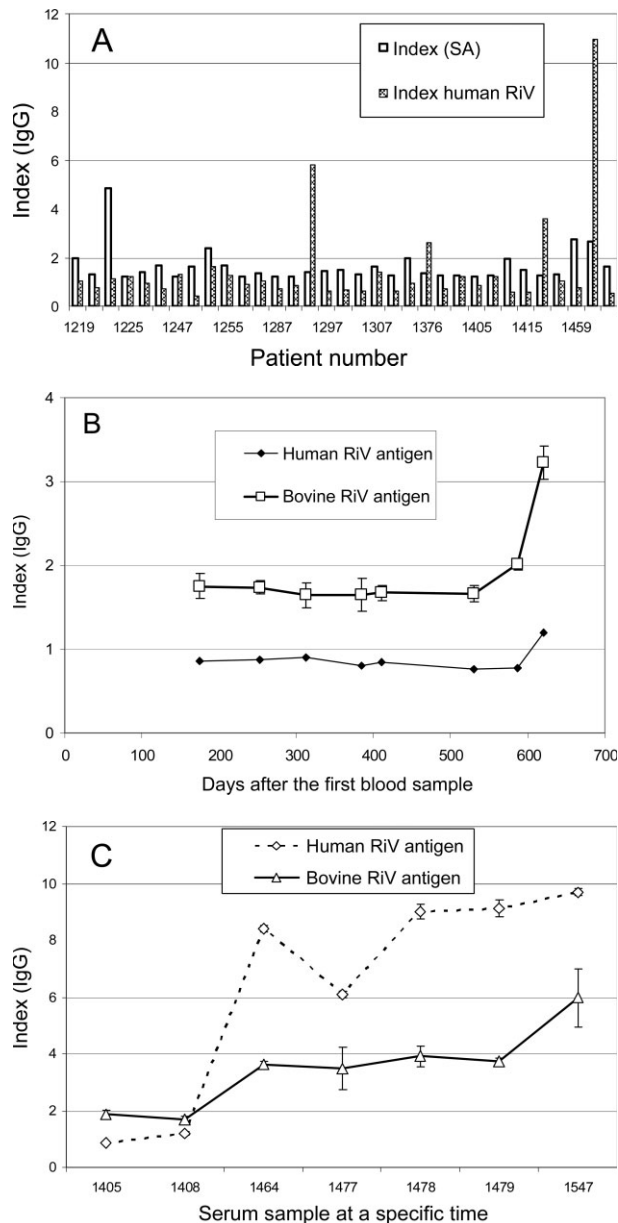 A
Index (SA)
Index human RiV
Index (IgG)
12
10
8
6
4
2
0
1219 1225 1247 1255 1287 1297 1307 1376 1405 1415 1459
Patient number
B
Human RiV antigen
Bovine RiV antigen
Index (IgG)
4
3
2
1
0
0 100 200 300 400 500 600 700
Days after the first blood sample
C
Human RiV antigen
Bovine RiV antigen
Index (IgG)
12
10
8
6
4
2
0
1405 1408 1464 1477 1478 1479 1547
Serum sample at a specific time